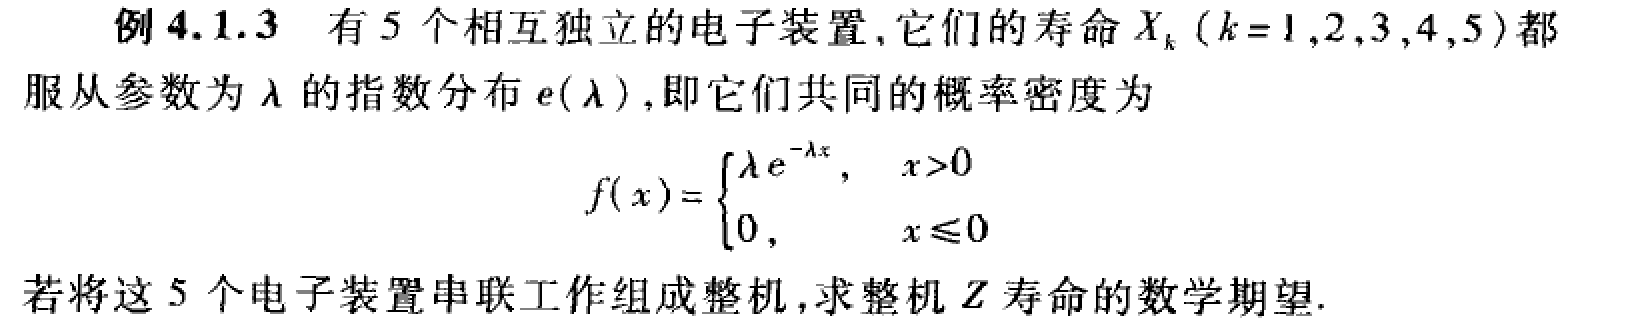 例 4.1.3 有 5 个相互独立的电子装置,它们的寿命 Xₖ (k=1,2,3,4,5)都
服从参数为 λ 的指数分布 e(λ),即它们共同的概率密度为
f(x)= { λe^{-λx}, x>0
0, x≤0
若将这 5 个电子装置串联工作组成整机,求整机 Z 寿命的数学期望.